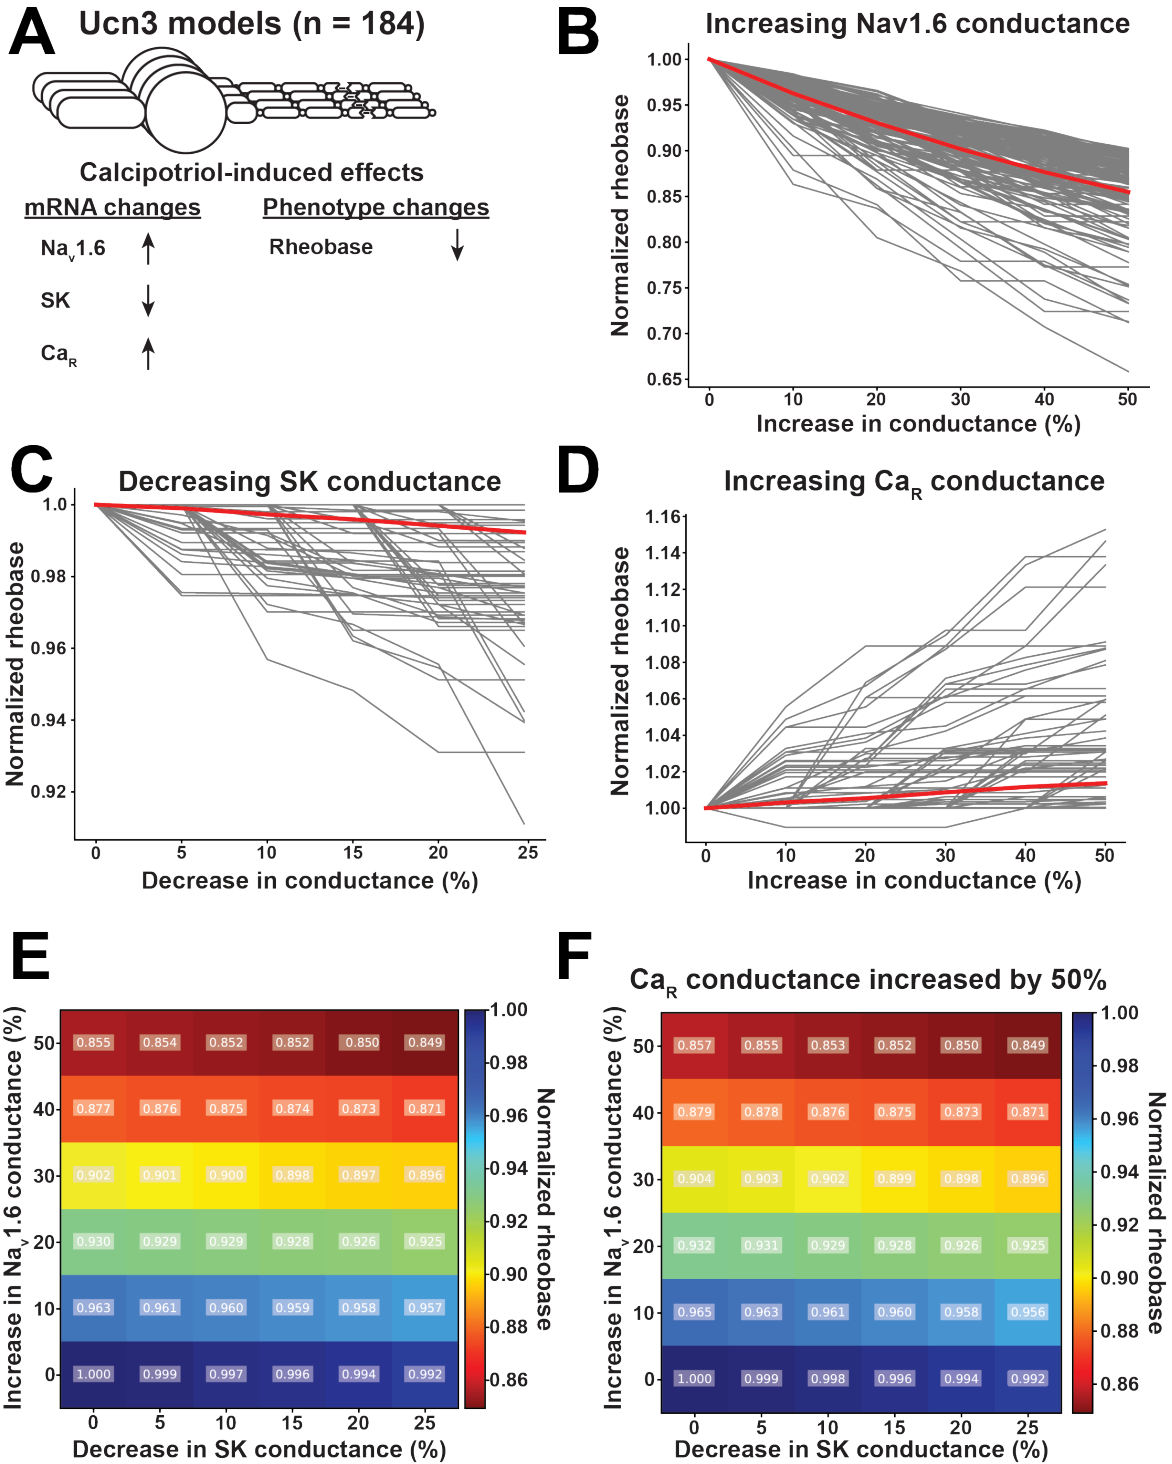 A
Ucn3 models (n = 184)
Calcipotriol-induced effects
mRNA changes
Phenotype changes
Nav1.6
Rheobase
SK
CaR
B
Increasing Nav1.6 conductance
Normalized rheobase
1.00
0.95
0.90
0.85
0.80
0.75
0.70
0.65
0 10 20 30 40 50
Increase in conductance (%)
C
Decreasing SK conductance
Normalized rheobase
1.0
0.98
0.96
0.94
0.92
0 5 10 15 20 25
Decrease in conductance (%)
D
Increasing CaR conductance
Normalized rheobase
1.16
1.14
1.12
1.10
1.08
1.06
1.04
1.02
1.00
0 10 20 30 40 50
Increase in conductance (%)
E
Increase in Nav1.6 conductance (%)
50 0.855 0.854 0.852 0.852 0.850 0.849
40 0.877 0.876 0.875 0.874 0.873 0.871
30 0.902 0.901 0.900 0.898 0.897 0.896
20 0.930 0.929 0.929 0.928 0.926 0.925
10 0.963 0.961 0.960 0.959 0.958 0.957
0 1.000 0.999 0.997 0.996 0.994 0.992
0 5 10 15 20 25
Decrease in SK conductance (%)
1.00
0.98
0.96
0.94
0.92
0.90
0.88
0.86
Normalized rheobase
F
CaR conductance increased by 50%
Increase in Nav1.6 conductance (%)
50 0.857 0.855 0.853 0.852 0.850 0.849
40 0.879 0.878 0.876 0.875 0.873 0.871
30 0.904 0.903 0.902 0.899 0.898 0.896
20 0.932 0.931 0.929 0.928 0.926 0.925
10 0.965 0.963 0.961 0.960 0.958 0.956
0 1.000 0.999 0.998 0.996 0.994 0.992
0 5 10 15 20 25
Decrease in SK conductance (%)
1.00
0.98
0.96
0.94
0.92
0.90
0.88
0.86
Normalized rheobase